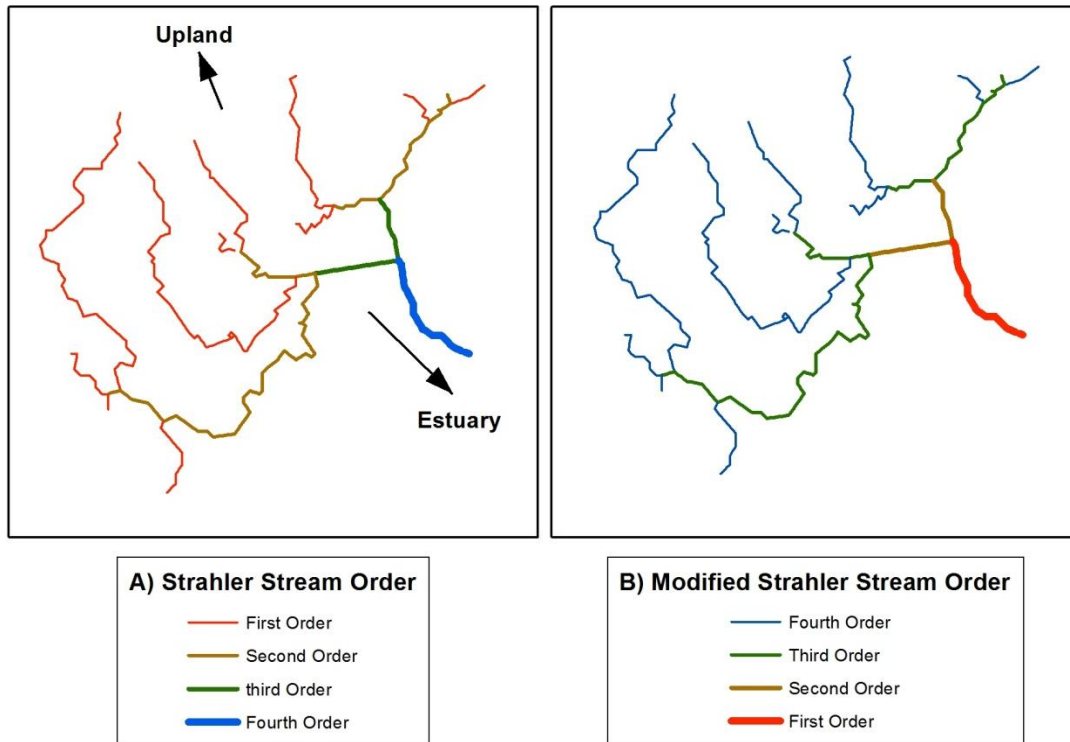 Upland
Estuary
A) Strahler Stream Order
First Order
Second Order
third Order
Fourth Order
B) Modified Strahler Stream Order
Fourth Order
Third Order
Second Order
First Order